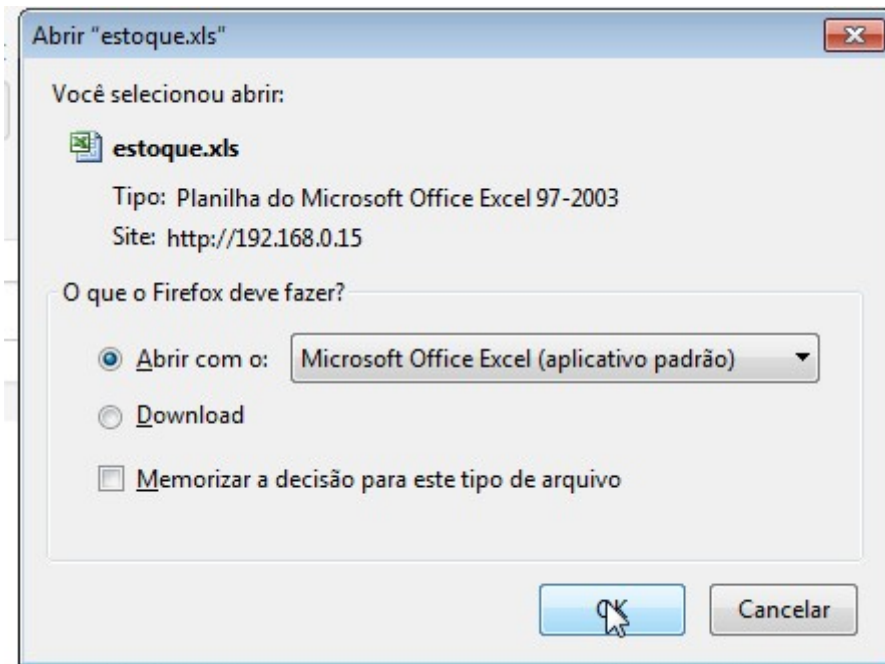 Abrir "estoque.xls"
Você selecionou abrir:
estoque.xls
Tipo: Planilha do Microsoft Office Excel 97-2003
Site: http://192.168.0.15
O que o Firefox deve fazer?
Abrir com o: Microsoft Office Excel (aplicativo padrão)
Download
Memorizar a decisão para este tipo de arquivo
OK Cancelar